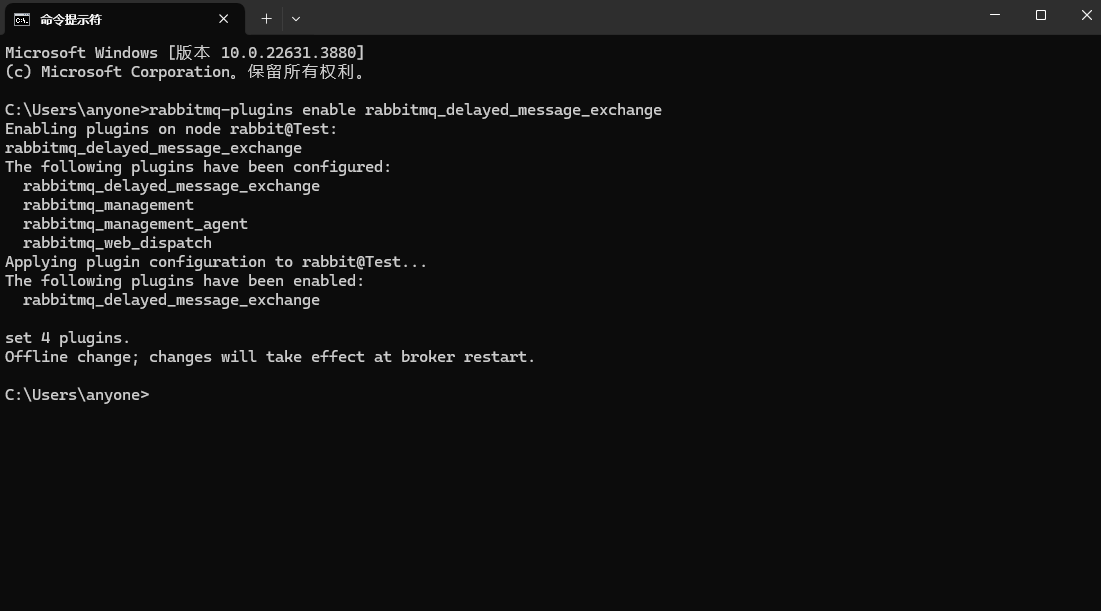 命令提示符
Microsoft Windows [版本 10.0.22631.3880]
(c) Microsoft Corporation。保留所有权利。
C:\Users\anyone>rabbitmq-plugins enable rabbitmq_delayed_message_exchange
Enabling plugins on node rabbit@Test:
rabbitmq_delayed_message_exchange
The following plugins have been configured:
  rabbitmq_delayed_message_exchange
  rabbitmq_management
  rabbitmq_management_agent
  rabbitmq_web_dispatch
Applying plugin configuration to rabbit@Test...
The following plugins have been enabled:
  rabbitmq_delayed_message_exchange
set 4 plugins.
Offline change; changes will take effect at broker restart.
C:\Users\anyone>